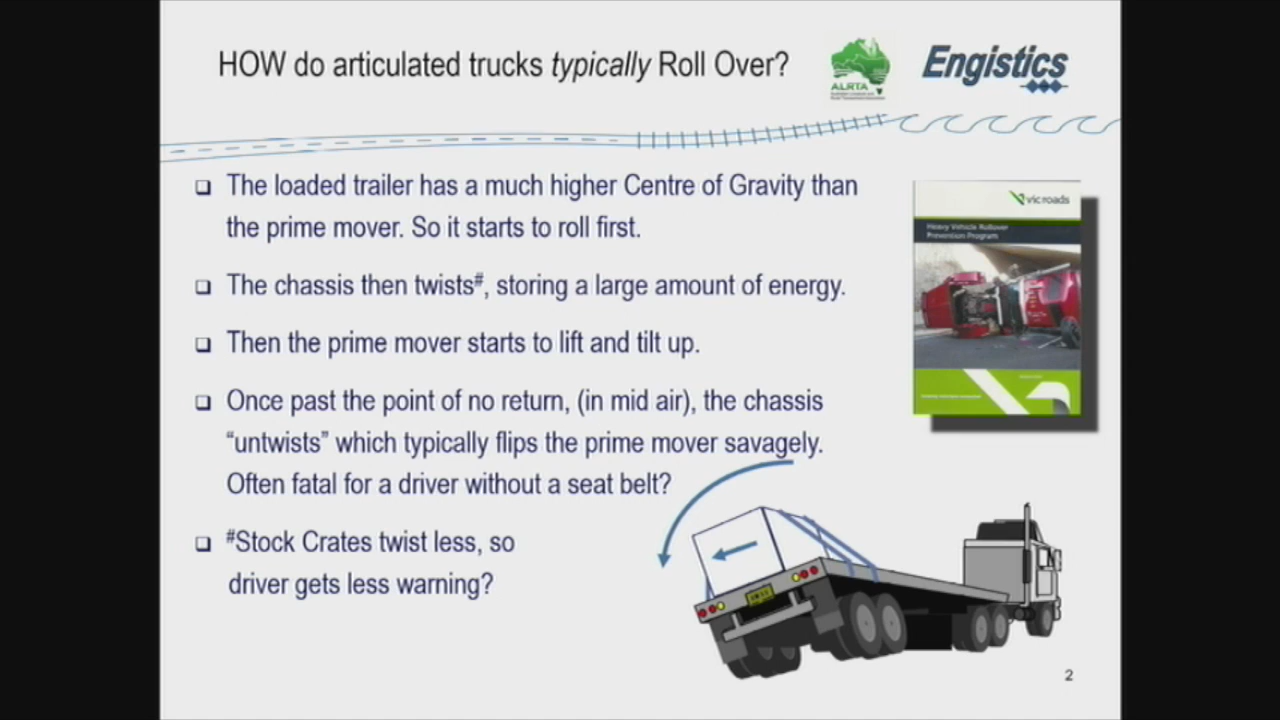 HOW do articulated trucks typically Roll Over?
ALRTA
Engistics
❑ The loaded trailer has a much higher Centre of Gravity than
the prime mover. So it starts to roll first.
❑ The chassis then twists#, storing a large amount of energy.
❑ Then the prime mover starts to lift and tilt up.
❑ Once past the point of no return, (in mid air), the chassis
“untwists” which typically flips the prime mover savagely.
Often fatal for a driver without a seat belt?
❑ #Stock Crates twist less, so
driver gets less warning?
vic roads
Heavy Vehicle Rollover
Prevention Program
2